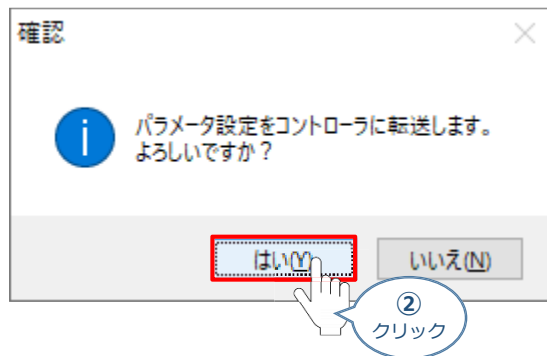 確認
パラメータ設定をコントローラに転送します。
よろしいですか？
はい(Y) いいえ(N)
②
クリック